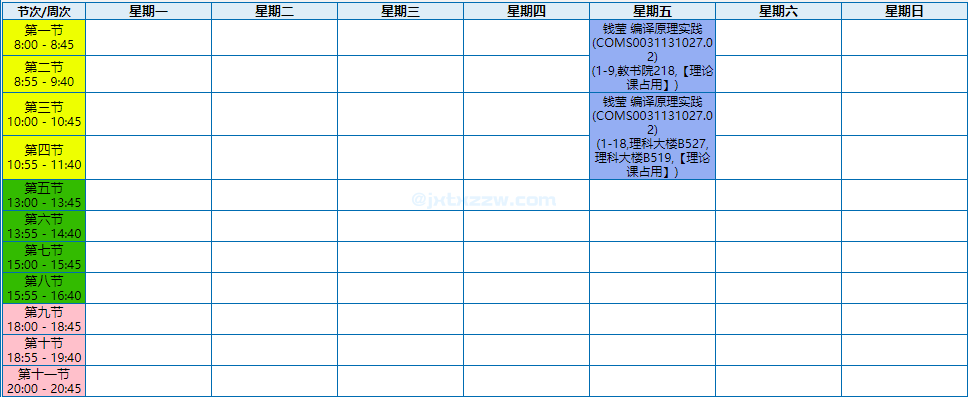 节次/周次 星期一 星期二 星期三 星期四 星期五 星期六 星期日
第一节
8:00 - 8:45
第二节
8:55 - 9:40
钱莹 编译原理实践
(COMS0031131027.0
2)
(1-9,教书院218,【理论
课占用】)
第三节
10:00 - 10:45
第四节
10:55 - 11:40
钱莹 编译原理实践
(COMS0031131027.0
2)
(1-18,理科大楼B527,
理科大楼B519,【理论
课占用】)
第五节
13:00 - 13:45
第六节
13:55 - 14:40
第七节
15:00 - 15:45
第八节
15:55 - 16:40
第九节
18:00 - 18:45
第十节
18:55 - 19:40
第十一节
20:00 - 20:45
@jxtxzzw.com